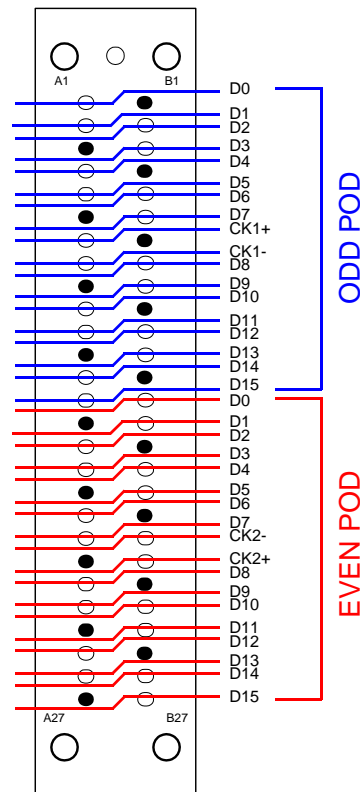 A1 B1
D0
D1
D2
D3
D4
D5
D6
D7
CK1+
CK1-
D8
D9
D10
D11
D12
D13
D14
D15
ODD POD
D0
D1
D2
D3
D4
D5
D6
D7
CK2-
CK2+
D8
D9
D10
D11
D12
D13
D14
D15
EVEN POD
A27 B27